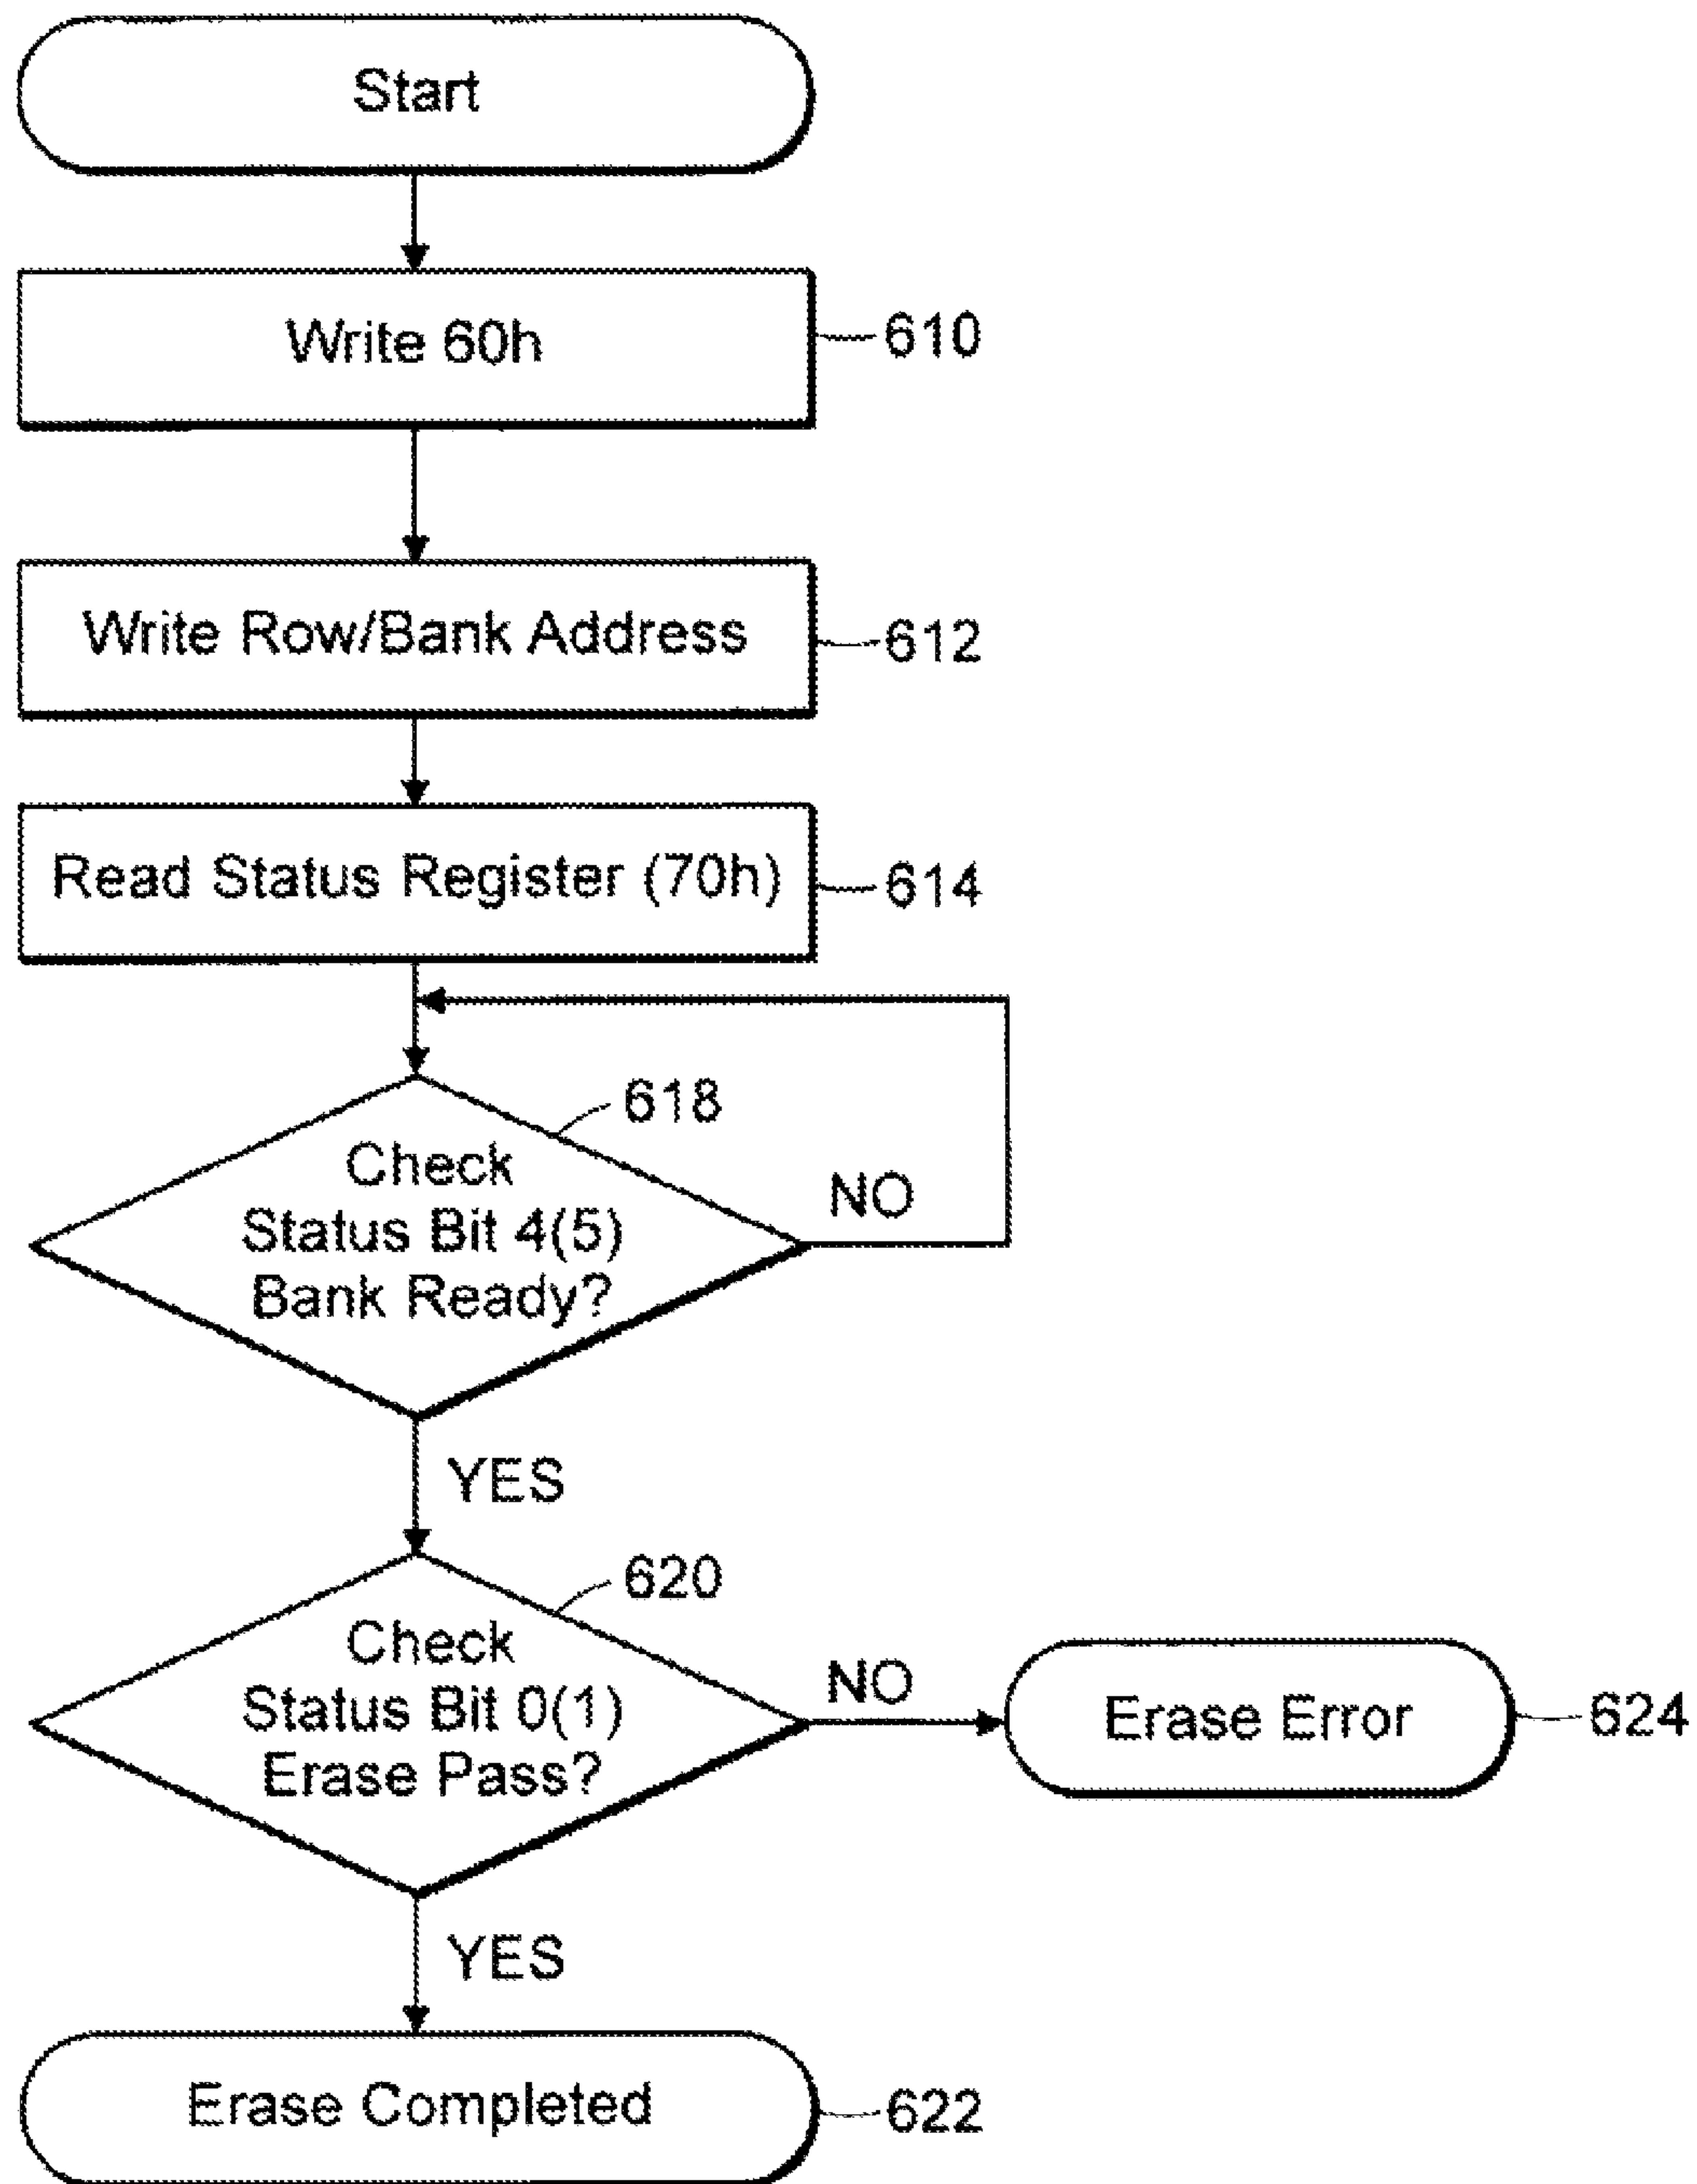 Start
Write 60h
610
Write Row/Bank Address
612
Read Status Register (70h)
614
618
Check
Status Bit 4(5)
Bank Ready?
NO
YES
620
Check
Status Bit 0(1)
Erase Pass?
NO
Erase Error
624
YES
Erase Completed
622